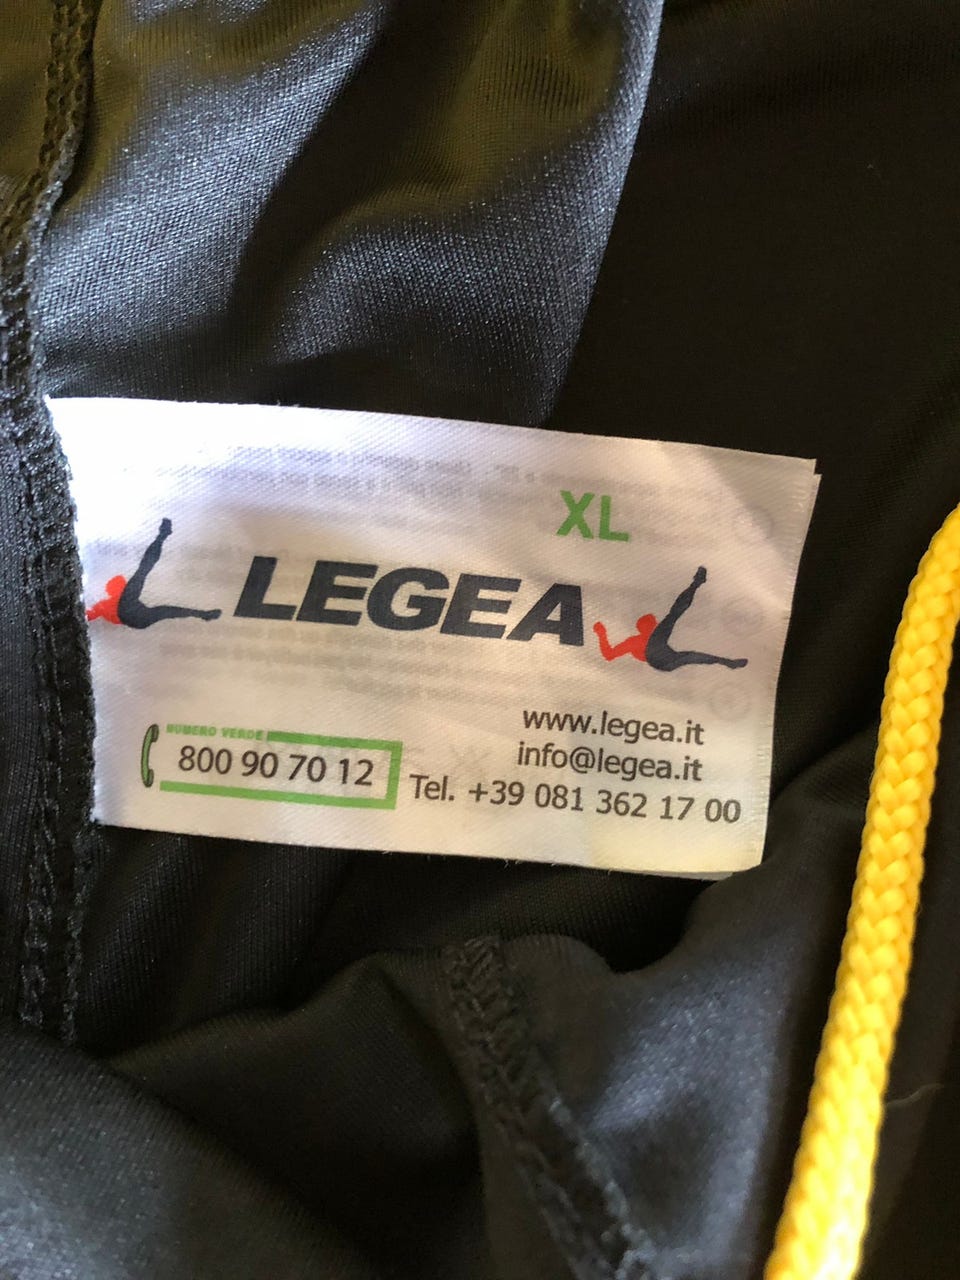 XL
LEGEA
www.legea.it
info@legea.it
NUMERO VERDE
800 90 70 12
Tel. +39 081 362 17 00